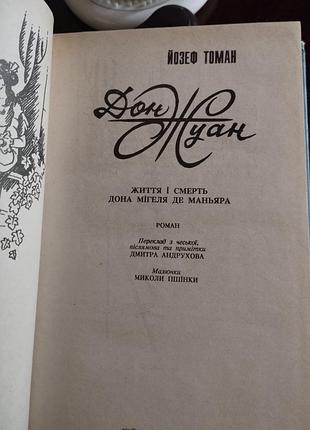 ЙОЗЕФ ТОМАН
Дон Жуан
ЖИТТЯ І СМЕРТЬ
ДОНА МІГЕЛЯ ДЕ МАНЬЯРА
РОМАН
Переклад з чеської,
післямова та примітки
ДМИТРА АНДРУХОВА
Малюнки
МИКОЛИ ПШІНКИ